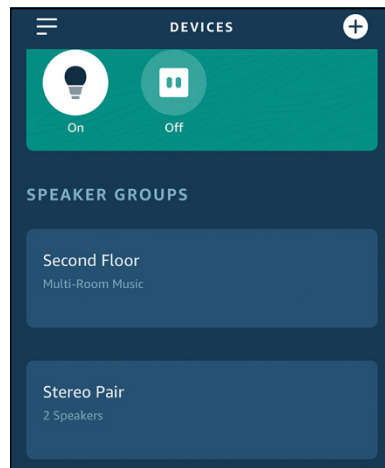 DEVICES
On
Off
SPEAKER GROUPS
Second Floor
Multi-Room Music
Stereo Pair
2 Speakers